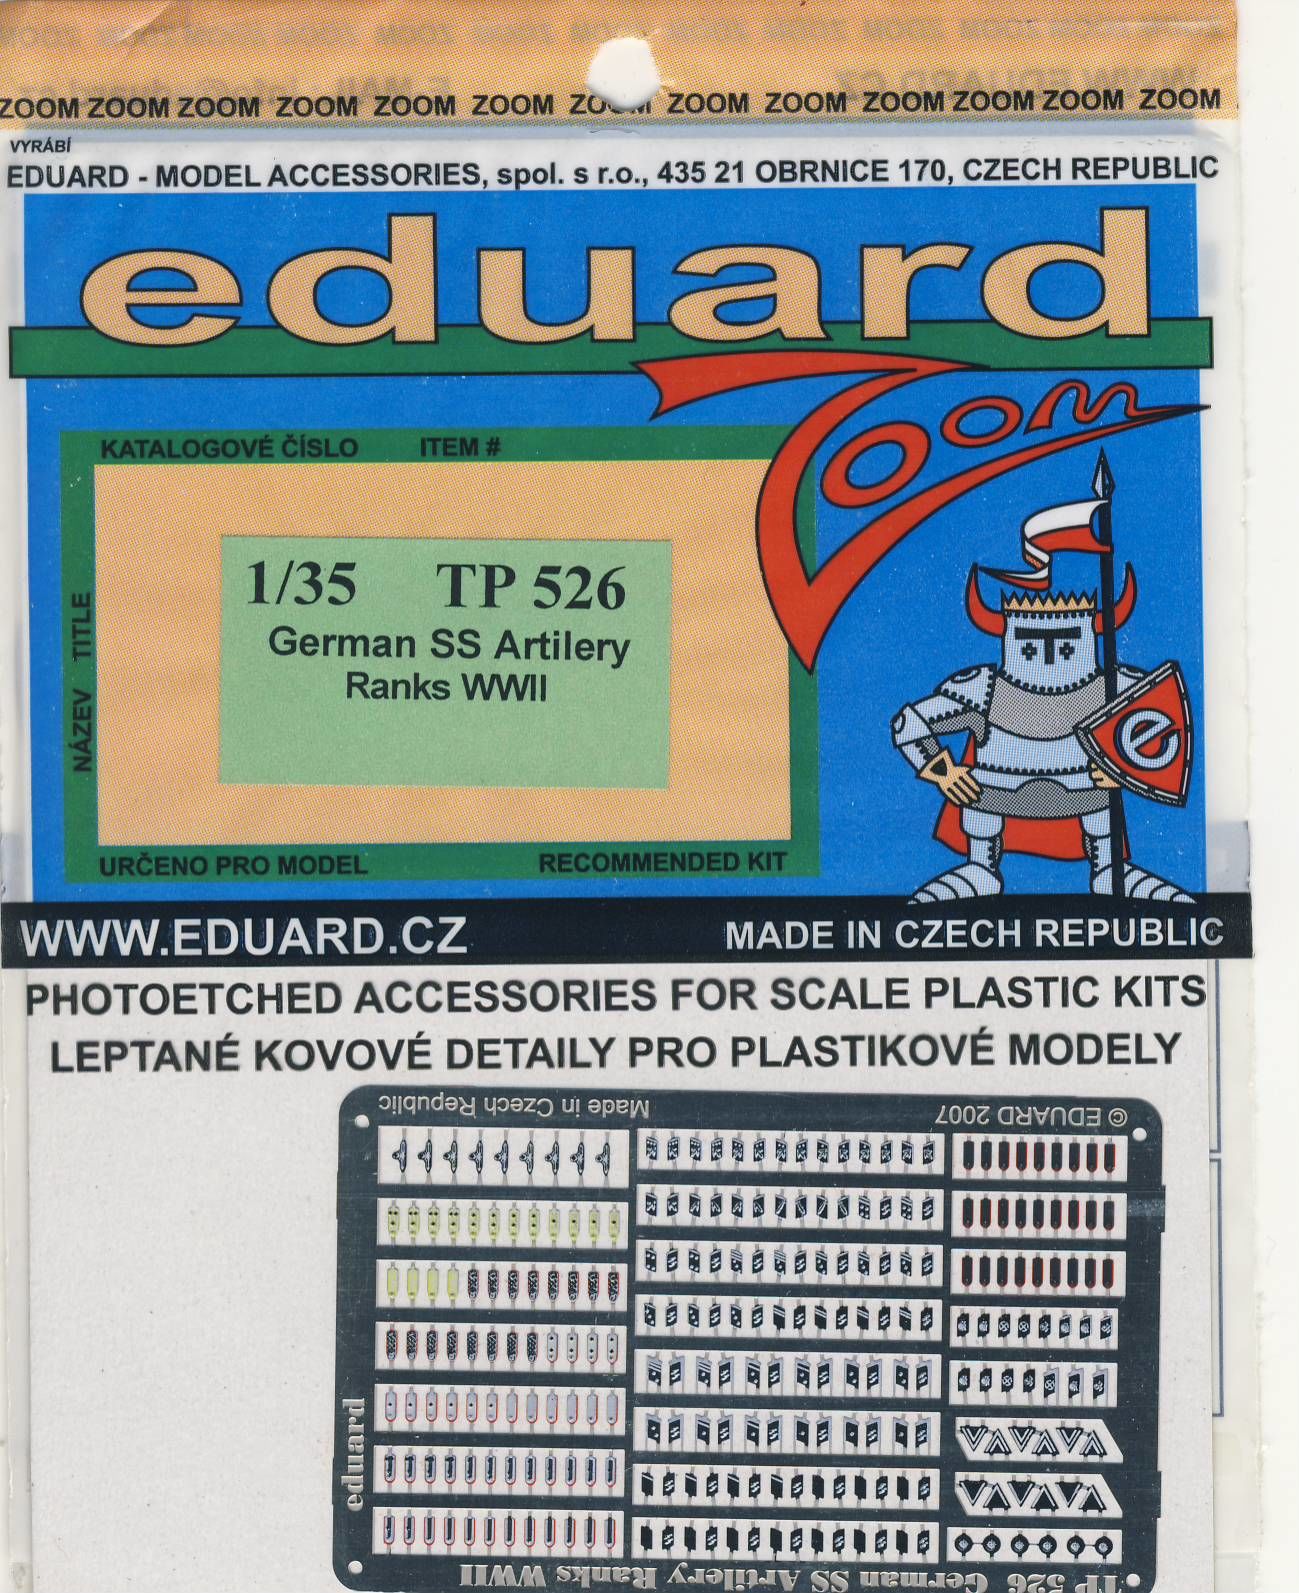 ZOOM ZOOM ZOOM ZOOM ZOOM ZOOM ZOOM ZOOM ZOOM ZOOM ZOOM ZOOM
VYRÁBÍ
EDUARD - MODEL ACCESSORIES, spol. s r.o., 435 21 OBRNICE 170, CZECH REPUBLIC
eduard
Zoom
KATALOGOVÉ ČÍSLO ITEM #
NÁZEV TITLE
1/35 TP 526
German SS Artilery
Ranks WWII
e
URČENO PRO MODEL RECOMMENDED KIT
WWW.EDUARD.CZ MADE IN CZECH REPUBLIC
PHOTOETCHED ACCESSORIES FOR SCALE PLASTIC KITS
LEPTANÉ KOVOVÉ DETAILY PRO PLASTIKOVÉ MODELY
© EDUARD 2007 Made in Czech Republic
eduard
TP 526 German SS Artilery Ranks WWII